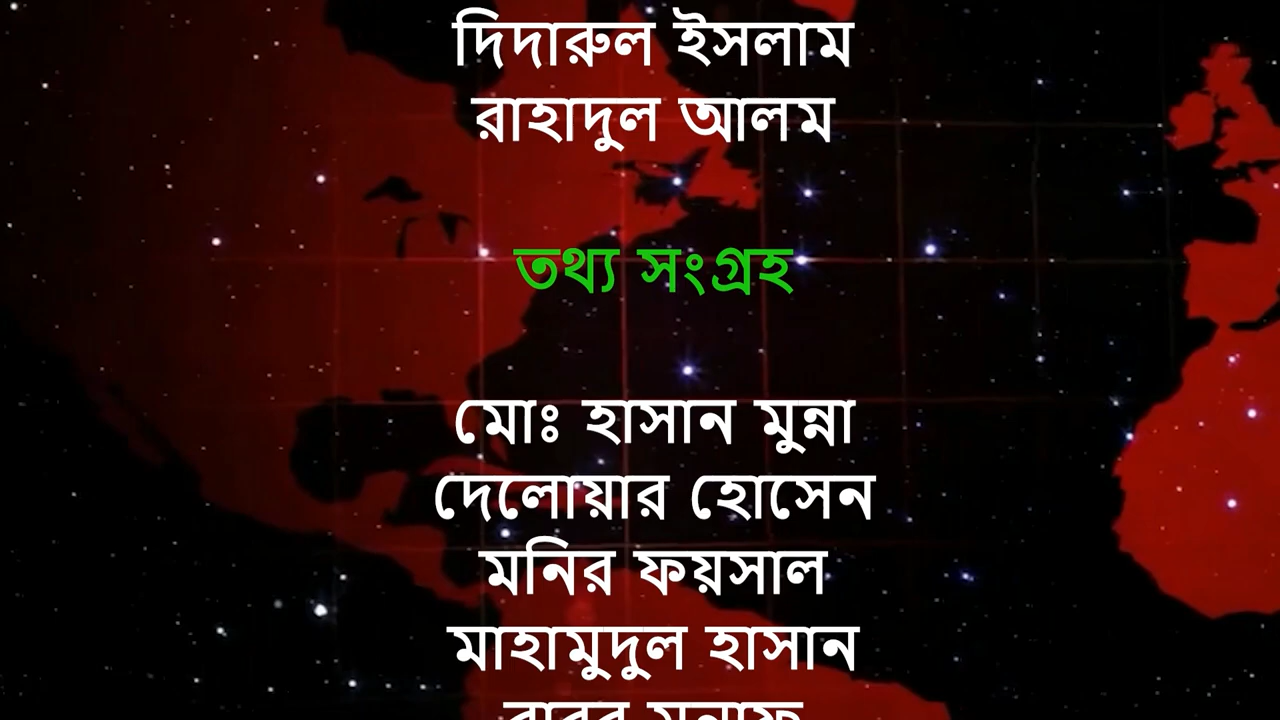 দিদারুল ইসলাম
রাহাদুল আলম
তথ্য সংগ্রহ
মোঃ হাসান মুন্না
দেলোয়ার হোসেন
মনির ফয়সাল
মাহামুদুল হাসান